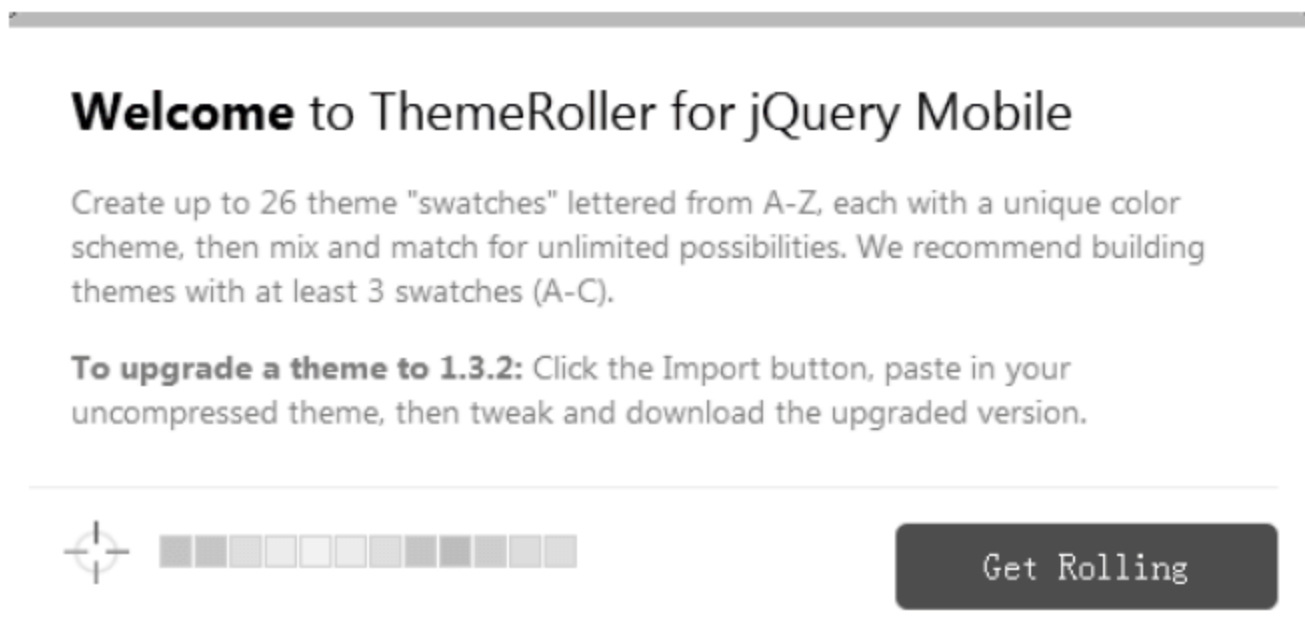 Welcome to ThemeRoller for jQuery Mobile
Create up to 26 theme "swatches" lettered from A-Z, each with a unique color
scheme, then mix and match for unlimited possibilities. We recommend building
themes with at least 3 swatches (A-C).
To upgrade a theme to 1.3.2: Click the Import button, paste in your
uncompressed theme, then tweak and download the upgraded version.
Get Rolling